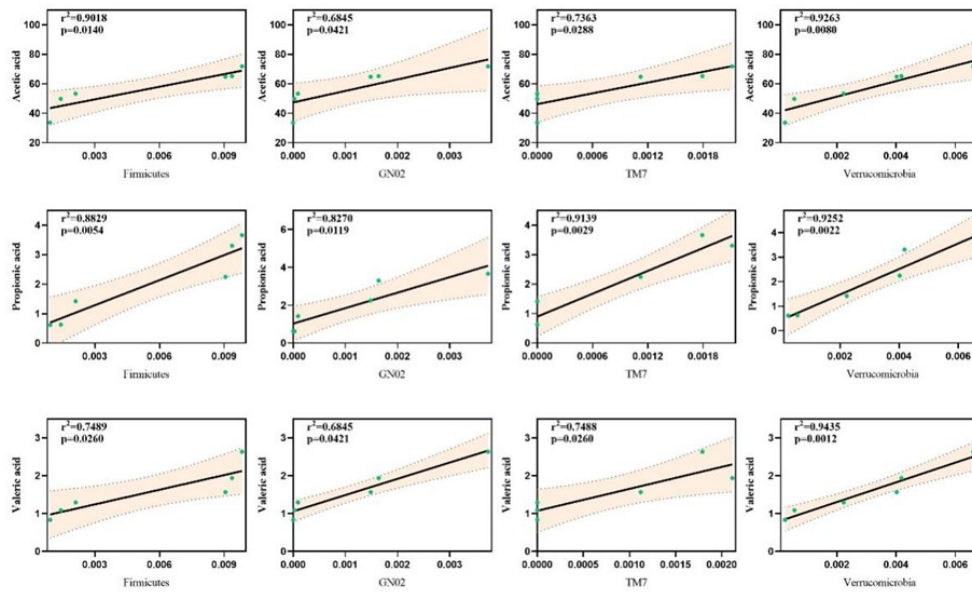 r²=0.9018
p=0.0140
Acetic acid
100
80
60
40
20
0.003 0.006 0.009
Firmicutes
r²=0.6845
p=0.0421
Acetic acid
100
80
60
40
20
0.000 0.001 0.002 0.003
GN02
r²=0.7363
p=0.0288
Acetic acid
100
80
60
40
20
0.0000 0.0006 0.0012 0.0018
TM7
r²=0.9263
p=0.0080
Acetic acid
100
80
60
40
20
0.002 0.004 0.006
Verrucomicrobia
r²=0.8829
p=0.0054
Propionic acid
4
3
2
1
0
0.003 0.006 0.009
Firmicutes
r²=0.8270
p=0.0119
Propionic acid
6
4
2
0
0.000 0.001 0.002 0.003
GN02
r²=0.9139
p=0.0029
Propionic acid
4
3
2
1
0
0.0000 0.0006 0.0012 0.0018
TM7
r²=0.9252
p=0.0022
Propionic acid
4
3
2
1
0
0.002 0.004 0.006
Verrucomicrobia
r²=0.7489
p=0.0260
Valeric acid
3
2
1
0
0.003 0.006 0.009
Firmicutes
r²=0.6845
p=0.0421
Valeric acid
3
2
1
0
0.000 0.001 0.002 0.003
GN02
r²=0.7488
p=0.0260
Valeric acid
3
2
1
0
0.0000 0.0005 0.0010 0.0015 0.0020
TM7
r²=0.9435
p=0.0012
Valeric acid
3
2
1
0
0.002 0.004 0.006
Verrucomicrobia